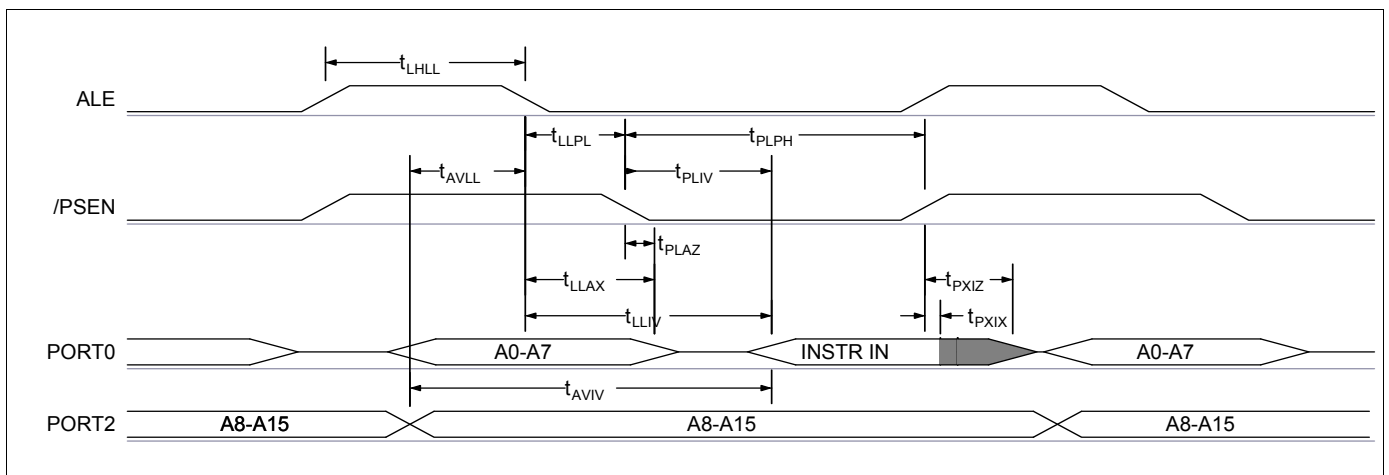 tLHLL
ALE
tLLPL
tPLPH
tAVLL
tPLIV
/PSEN
tPLAZ
tLLAX
tPXIZ
tLLIV
tPXIX
PORT0
A0-A7
INSTR IN
A0-A7
tAVIV
PORT2
A8-A15
A8-A15
A8-A15